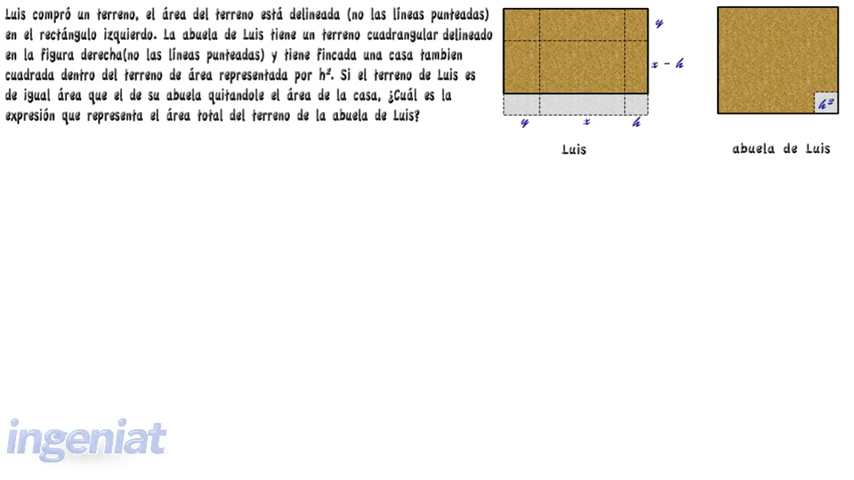 Luis compró un terreno, el área del terreno está delineada (no las líneas punteadas)
en el rectángulo izquierdo. La abuela de Luis tiene un terreno cuadrangular delineado
en la figura derecha(no las líneas punteadas) y tiene fincada una casa tambien
cuadrada dentro del terreno de área representada por h². Si el terreno de Luis es
de igual área que el de su abuela quitandole el área de la casa, ¿Cuál es la
expresión que representa el área total del terreno de la abuela de Luis?
y
x - h
y x h
h²
Luis
abuela de Luis
ingeniat